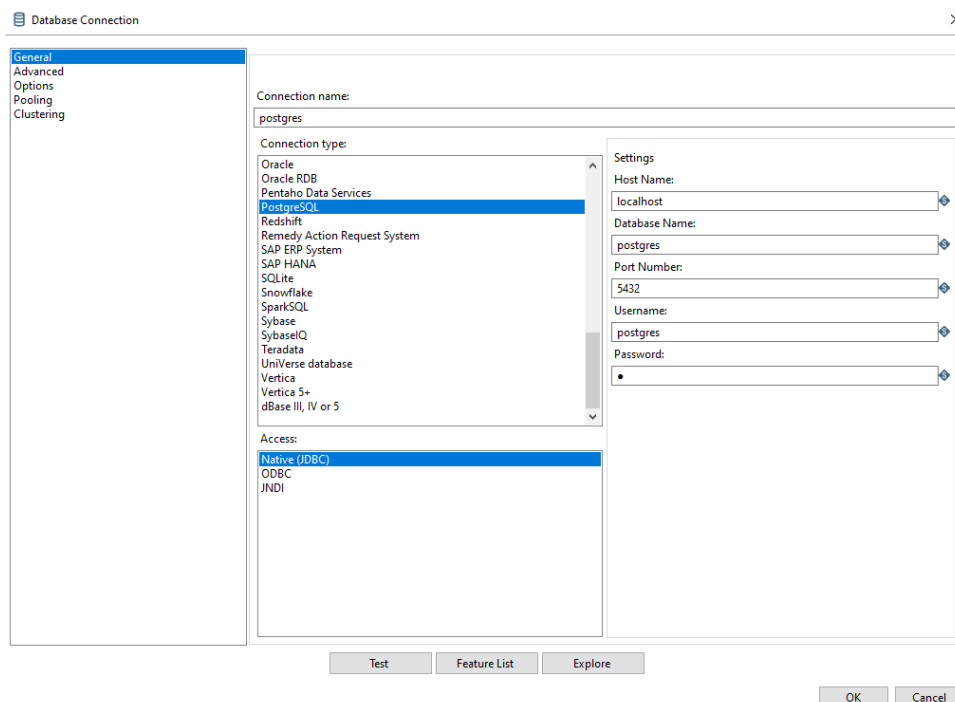 Database Connection
General
Advanced
Options
Pooling
Clustering
Connection name:
postgres
Connection type:
Oracle
Oracle RDB
Pentaho Data Services
PostgreSQL
Redshift
Remedy Action Request System
SAP ERP System
SAP HANA
SQLite
Snowflake
SparkSQL
Sybase
SybaseIQ
Teradata
UniVerse database
Vertica
Vertica 5+
dBase III, IV or 5
Access:
Native (JDBC)
ODBC
JNDI
Settings
Host Name:
localhost
Database Name:
postgres
Port Number:
5432
Username:
postgres
Password:
●
Test
Feature List
Explore
OK
Cancel